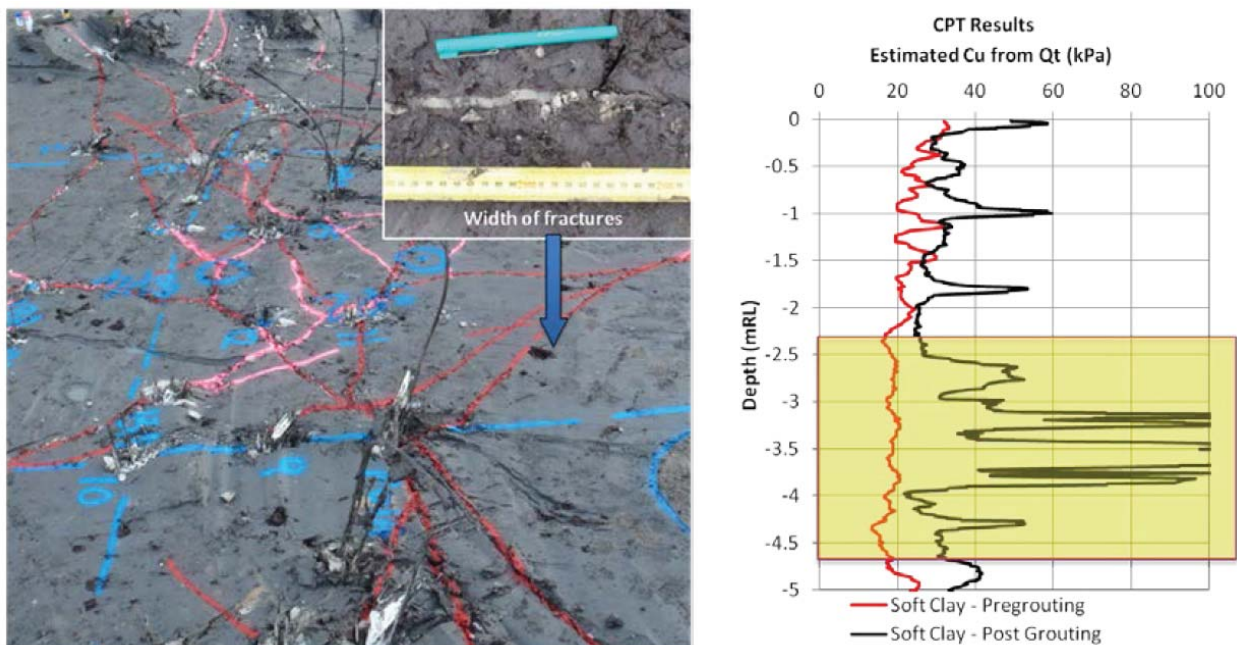 Width of fractures
10
CPT Results
Estimated Cu from Qt (kPa)
0 20 40 60 80 100
0
-0.5
-1
-1.5
-2
-2.5
-3
-3.5
-4
-4.5
-5
Depth (mRL)
Soft Clay - Pregrouting
Soft Clay - Post Grouting